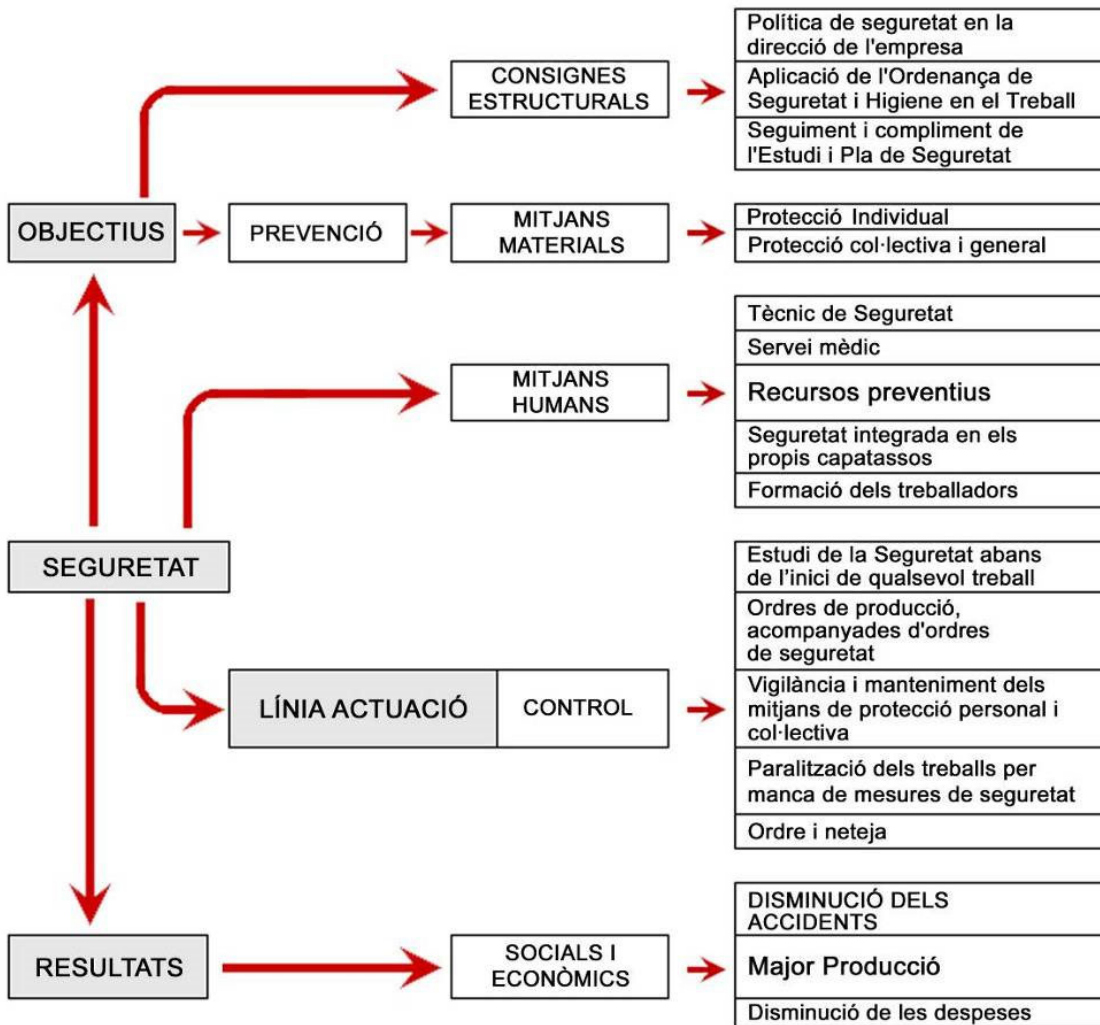 Política de seguretat en la
direcció de l'empresa
CONSIGNES
ESTRUCTURALS
Aplicació de l'Ordenança de
Seguretat i Higiene en el Treball
Seguiment i compliment de
l'Estudi i Pla de Seguretat
OBJECTIUS
PREVENCIÓ
MITJANS
MATERIALS
Protecció Individual
Protecció col·lectiva i general
Tècnic de Seguretat
Servei mèdic
MITJANS
HUMANS
Recursos preventius
Seguretat integrada en els
propis capatassos
Formació dels treballadors
SEGURETAT
Estudi de la Seguretat abans
de l’inici de qualsevol treball
Ordres de producció,
acompanyades d'ordres
de seguretat
LÍNIA ACTUACIÓ
CONTROL
Vigilància i manteniment dels
mitjans de protecció personal i
col·lectiva
Paralització dels treballs per
manca de mesures de seguretat
Ordre i neteja
RESULTATS
SOCIALS I
ECONÒMICS
DISMINUCIÓ DELS
ACCIDENTS
Major Producció
Disminució de les despeses